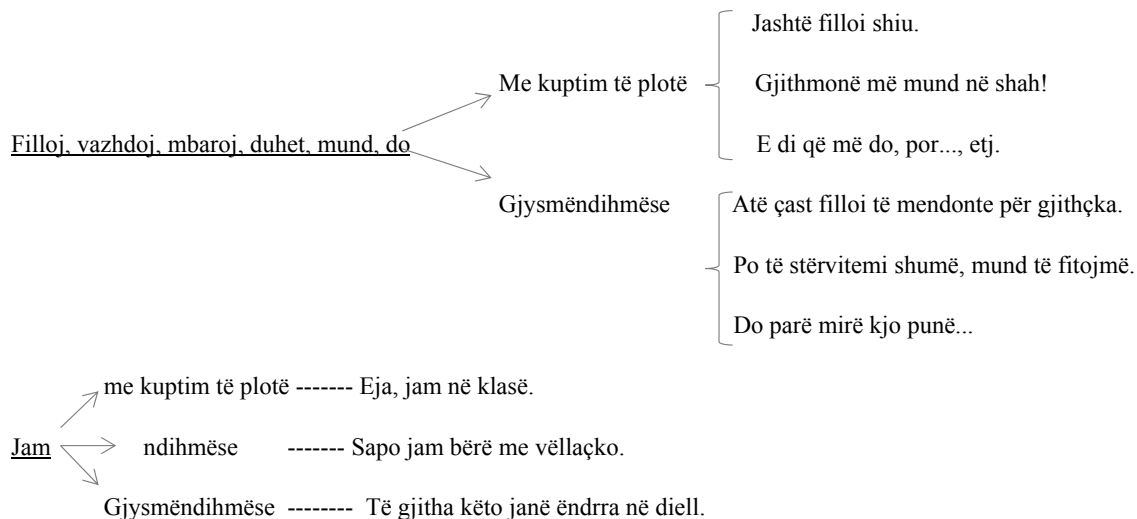 Jashtë filloi shiu.
Me kuptim të plotë
Gjithmonë më mund në shah!
Filloj, vazhdoj, mbaroj, duhet, mund, do
E di që më do, por..., etj.
Gjysmëndihmëse
Atë çast filloi të mendonte për gjithçka.
Po të stërvitemi shumë, mund të fitojmë.
Do parë mirë kjo punë...
me kuptim të plotë ------- Eja, jam në klasë.
Jam ndihmëse ------- Sapo jam bërë me vëllaçko.
Gjysmëndihmëse -------- Të gjitha këto janë ëndrra në diell.